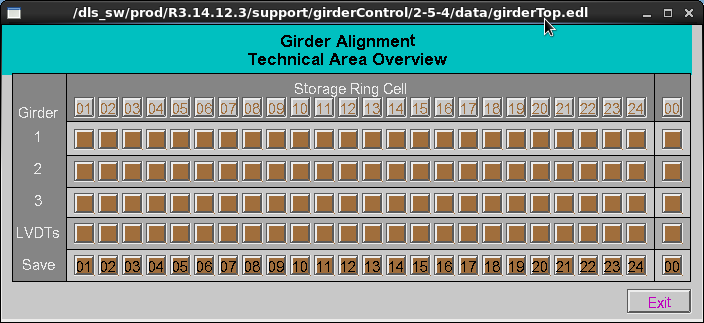 /dls_sw/prod/R3.14.12.3/support/girderControl/2-5-4/data/girderTop.edl
Girder Alignment
Technical Area Overview
Storage Ring Cell
Girder 01 02 03 04 05 06 07 08 09 10 11 12 13 14 15 16 17 18 19 20 21 22 23 24 00
1
2
3
LVDTs
Save 01 02 03 04 05 06 07 08 09 10 11 12 13 14 15 16 17 18 19 20 21 22 23 24 00
Exit